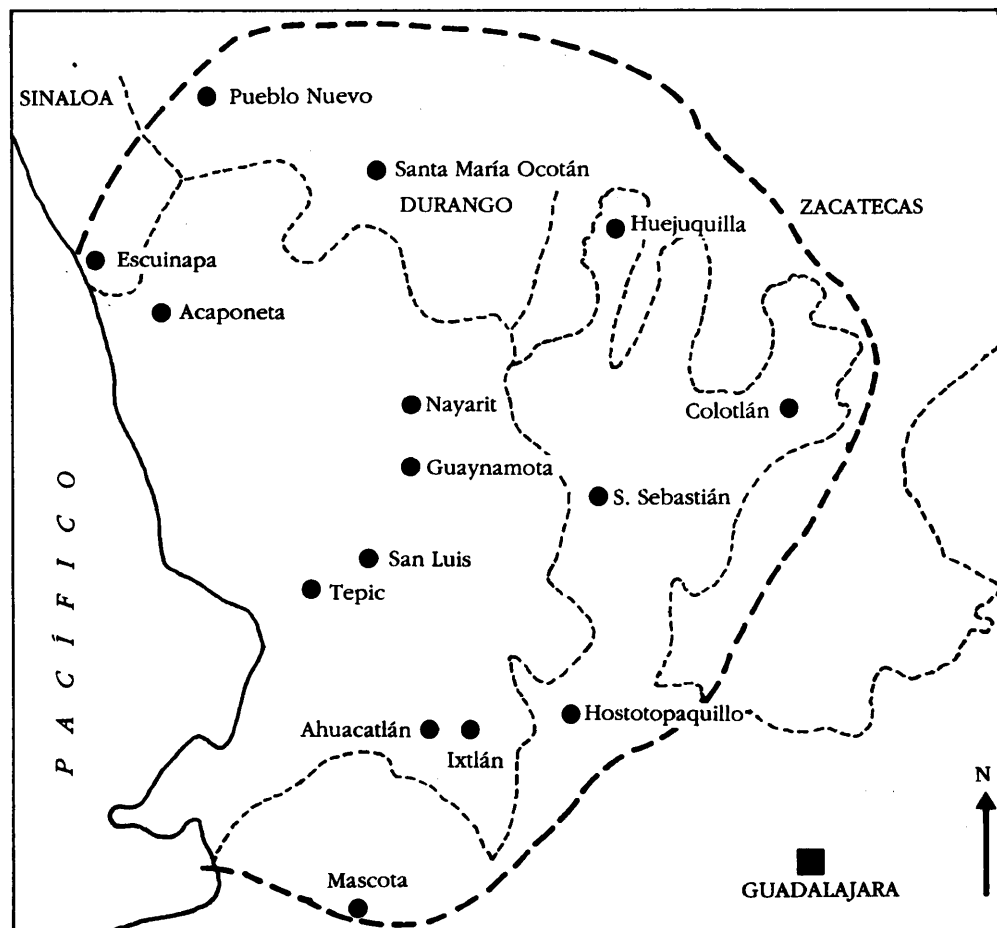 SINALOA
Pueblo Nuevo
Santa María Ocotán
DURANGO
ZACATECAS
Huejuquilla
Escuinapa
Acaponeta
Nayarit
Colotlán
Guaynamota
S. Sebastián
PACÍFICO
San Luis
Tepic
Hostotopaquillo
Ahuacatlán
Ixtlán
N
Mascota
GUADALAJARA